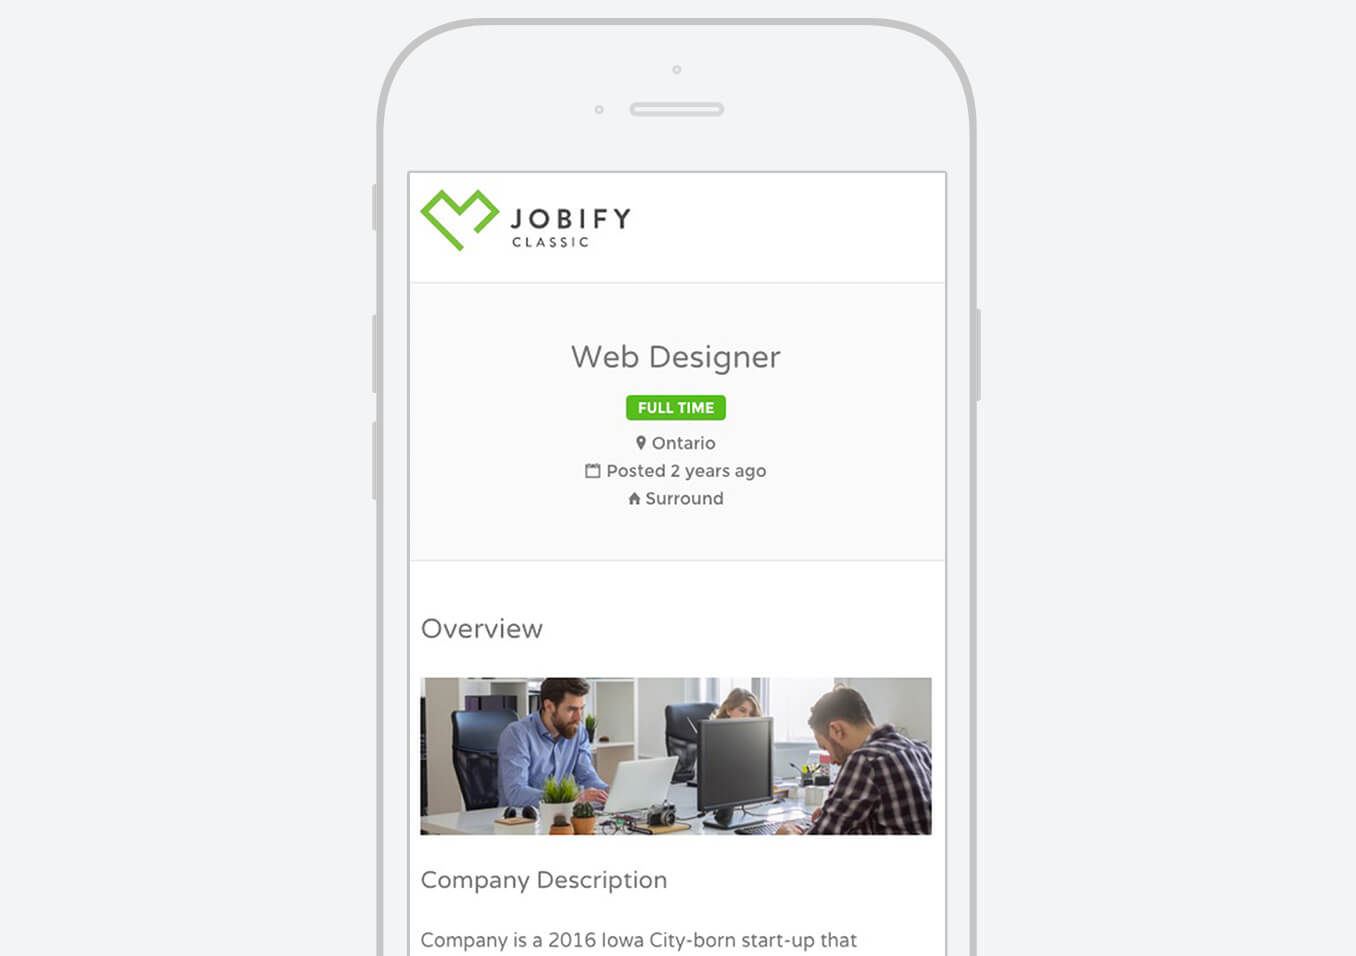 JOBIFY
CLASSIC
Web Designer
FULL TIME
Ontario
Posted 2 years ago
Surround
Overview
Company Description
Company is a 2016 Iowa City-born start-up that